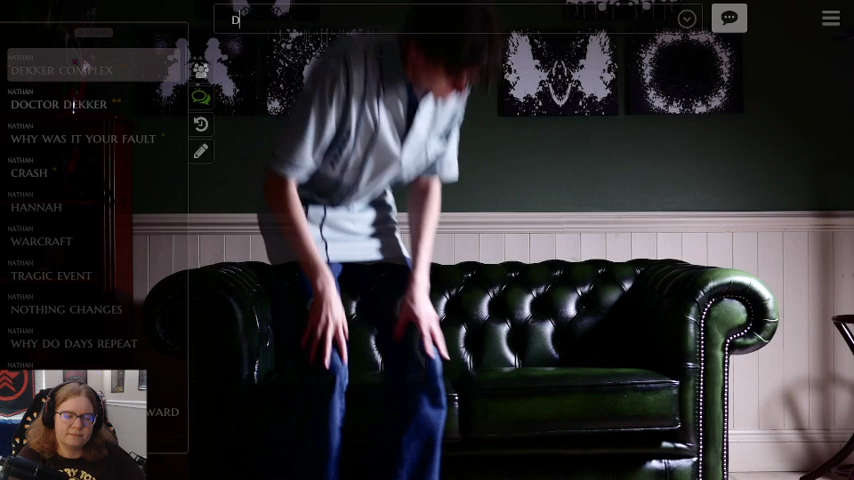 D
NATHAN
DEKKER COMPLEX **
NATHAN
DOCTOR DEKKER **
NATHAN
WHY WAS IT YOUR FAULT *
NATHAN
CRASH *
NATHAN
HANNAH
NATHAN
WARCRAFT
NATHAN
TRAGIC EVENT
NATHAN
NOTHING CHANGES
NATHAN
WHY DO DAYS REPEAT
NATHAN
WARD